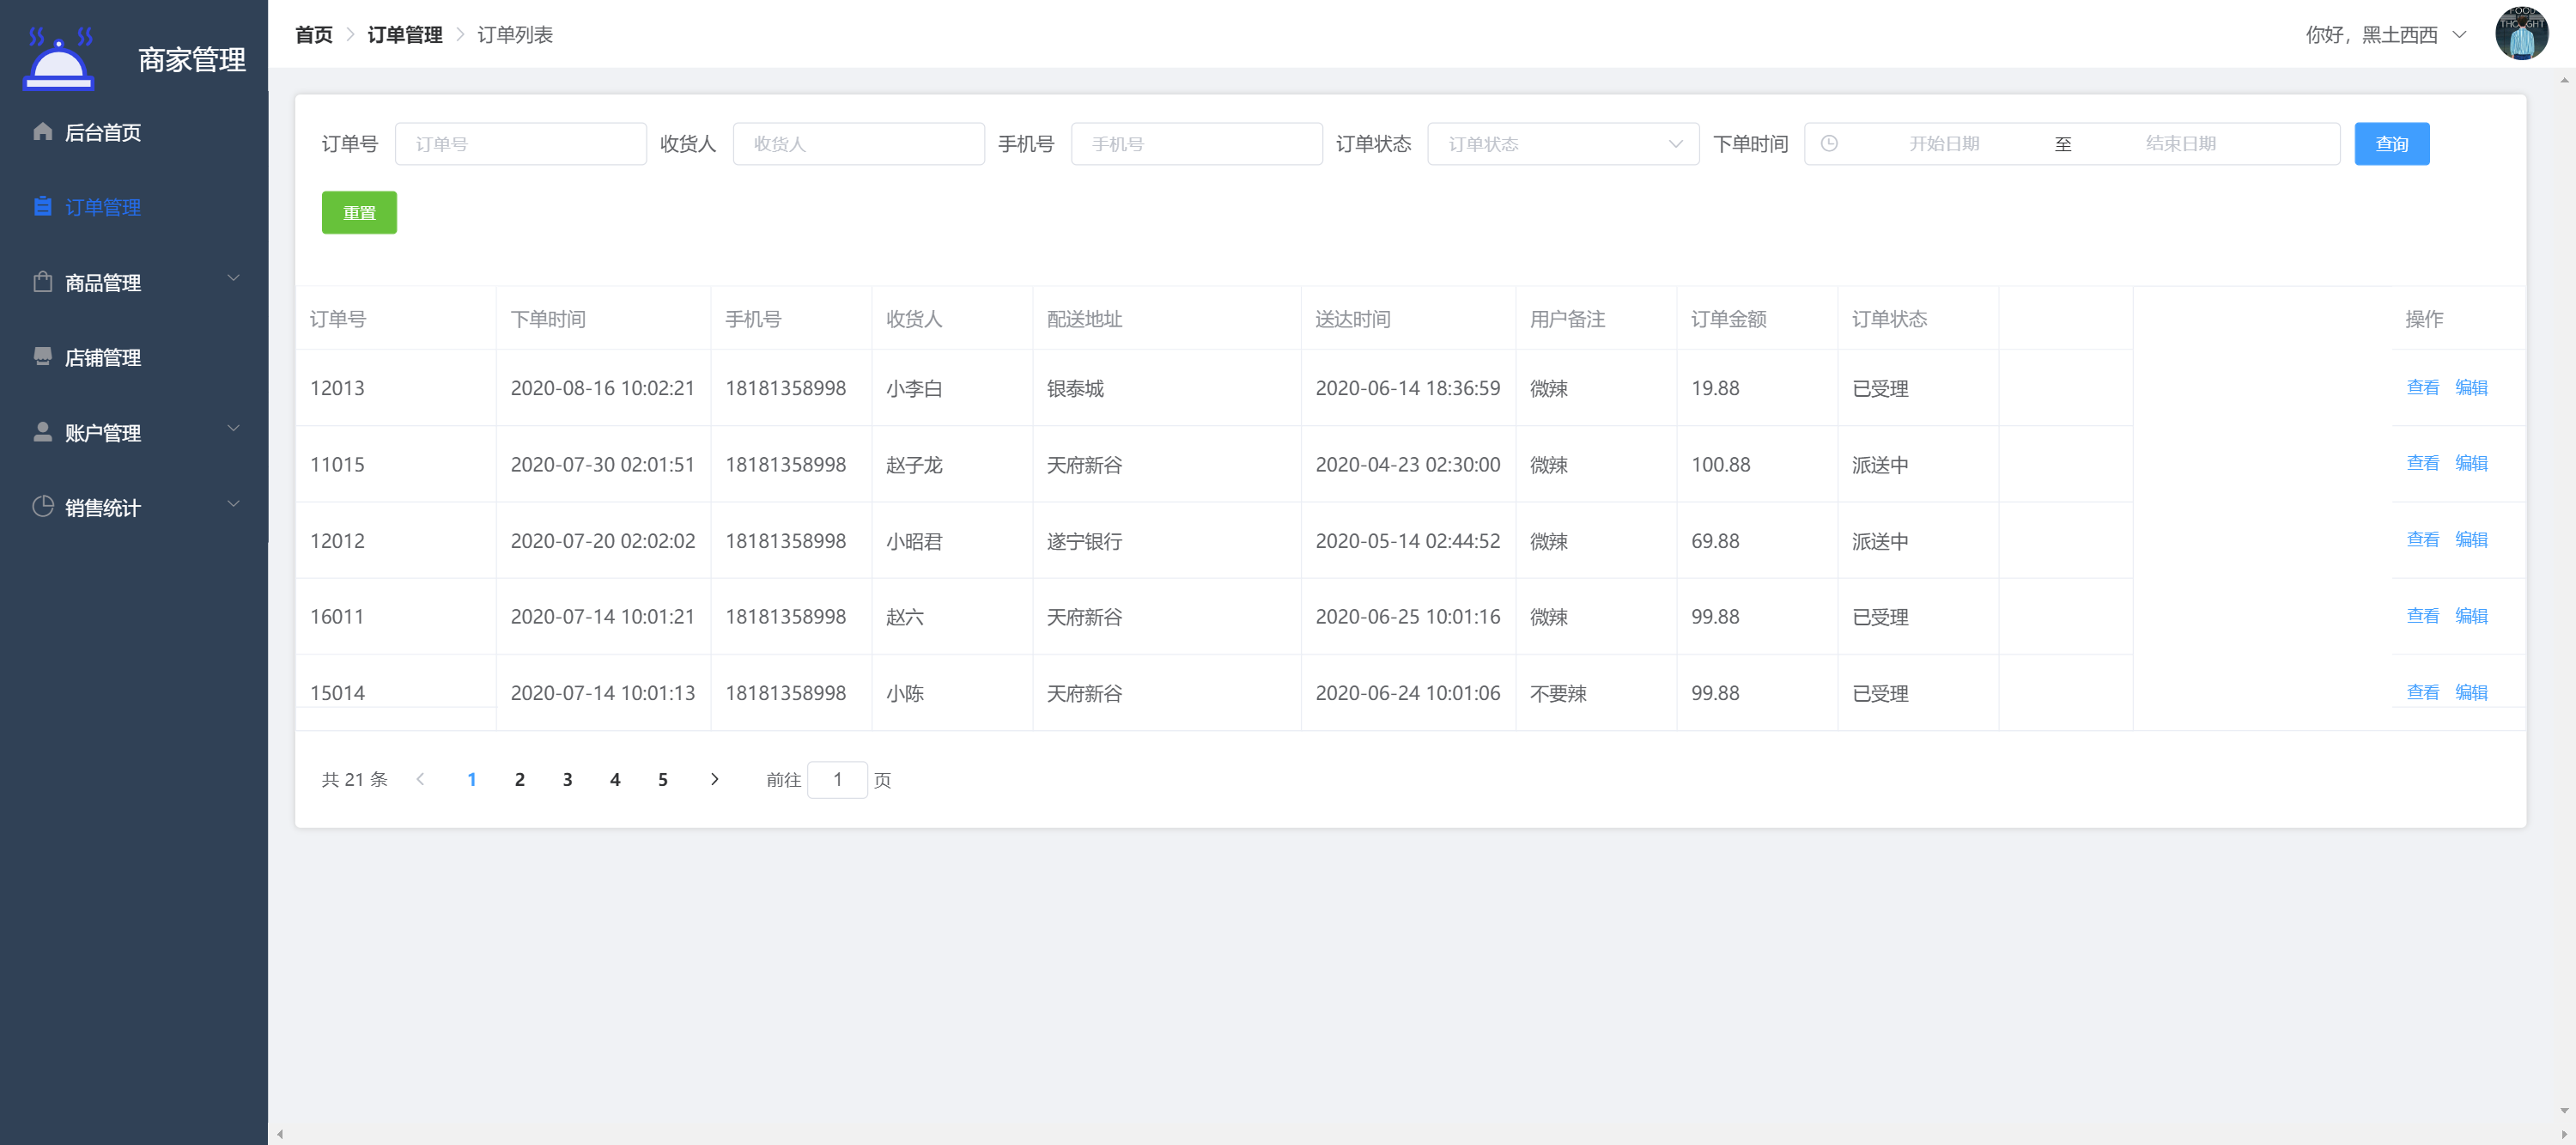 商家管理
后台首页
订单管理
商品管理
店铺管理
账户管理
销售统计
首页 订单管理 订单列表
你好，黑土西西
FOOD
THOUGHT
订单号 订单号 收货人 收货人 手机号 手机号 订单状态 订单状态 下单时间 开始日期 至 结束日期 查询
重置
订单号 下单时间 手机号 收货人 配送地址 送达时间 用户备注 订单金额 订单状态 操作
12013 2020-08-16 10:02:21 18181358998 小李白 银泰城 2020-06-14 18:36:59 微辣 19.88 已受理 查看 编辑
11015 2020-07-30 02:01:51 18181358998 赵子龙 天府新谷 2020-04-23 02:30:00 微辣 100.88 派送中 查看 编辑
12012 2020-07-20 02:02:02 18181358998 小昭君 遂宁银行 2020-05-14 02:44:52 微辣 69.88 派送中 查看 编辑
16011 2020-07-14 10:01:21 18181358998 赵六 天府新谷 2020-06-25 10:01:16 微辣 99.88 已受理 查看 编辑
15014 2020-07-14 10:01:13 18181358998 小陈 天府新谷 2020-06-24 10:01:06 不要辣 99.88 已受理 查看 编辑
共 21 条 1 2 3 4 5 前往 1 页